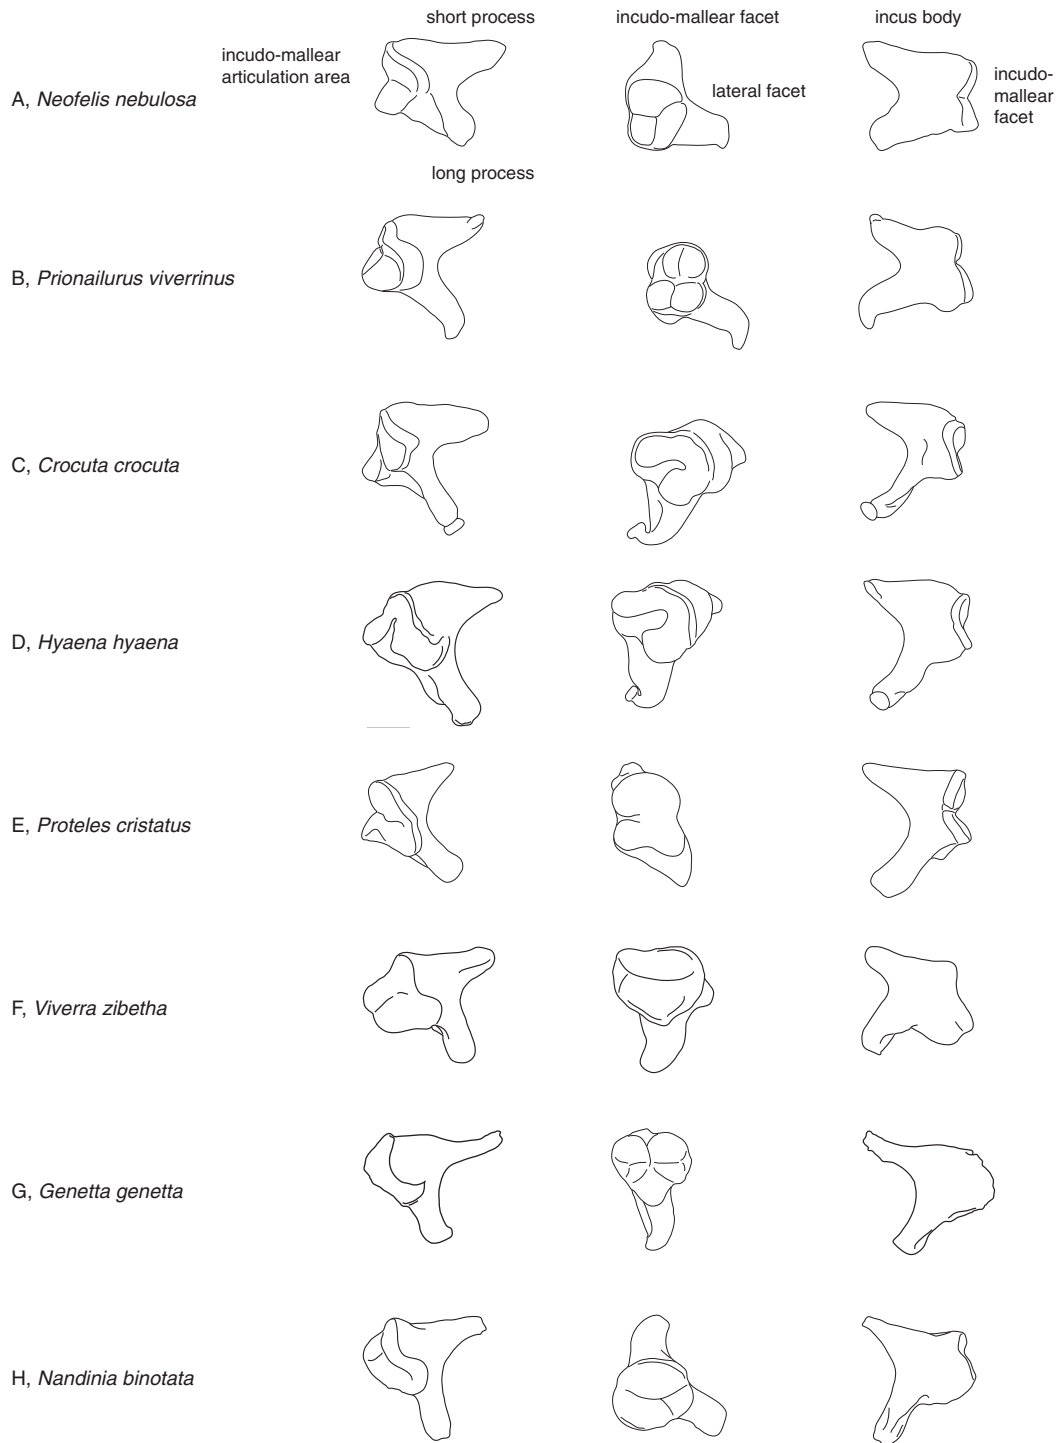 short process
incudo-mallear facet
incus body
incudo-mallear
articulation area
A, Neofelis nebulosa
lateral facet
incudo-
mallear
facet
long process
B, Prionailurus viverrinus
C, Crocuta crocuta
D, Hyaena hyaena
E, Proteles cristatus
F, Viverra zibetha
G, Genetta genetta
H, Nandinia binotata